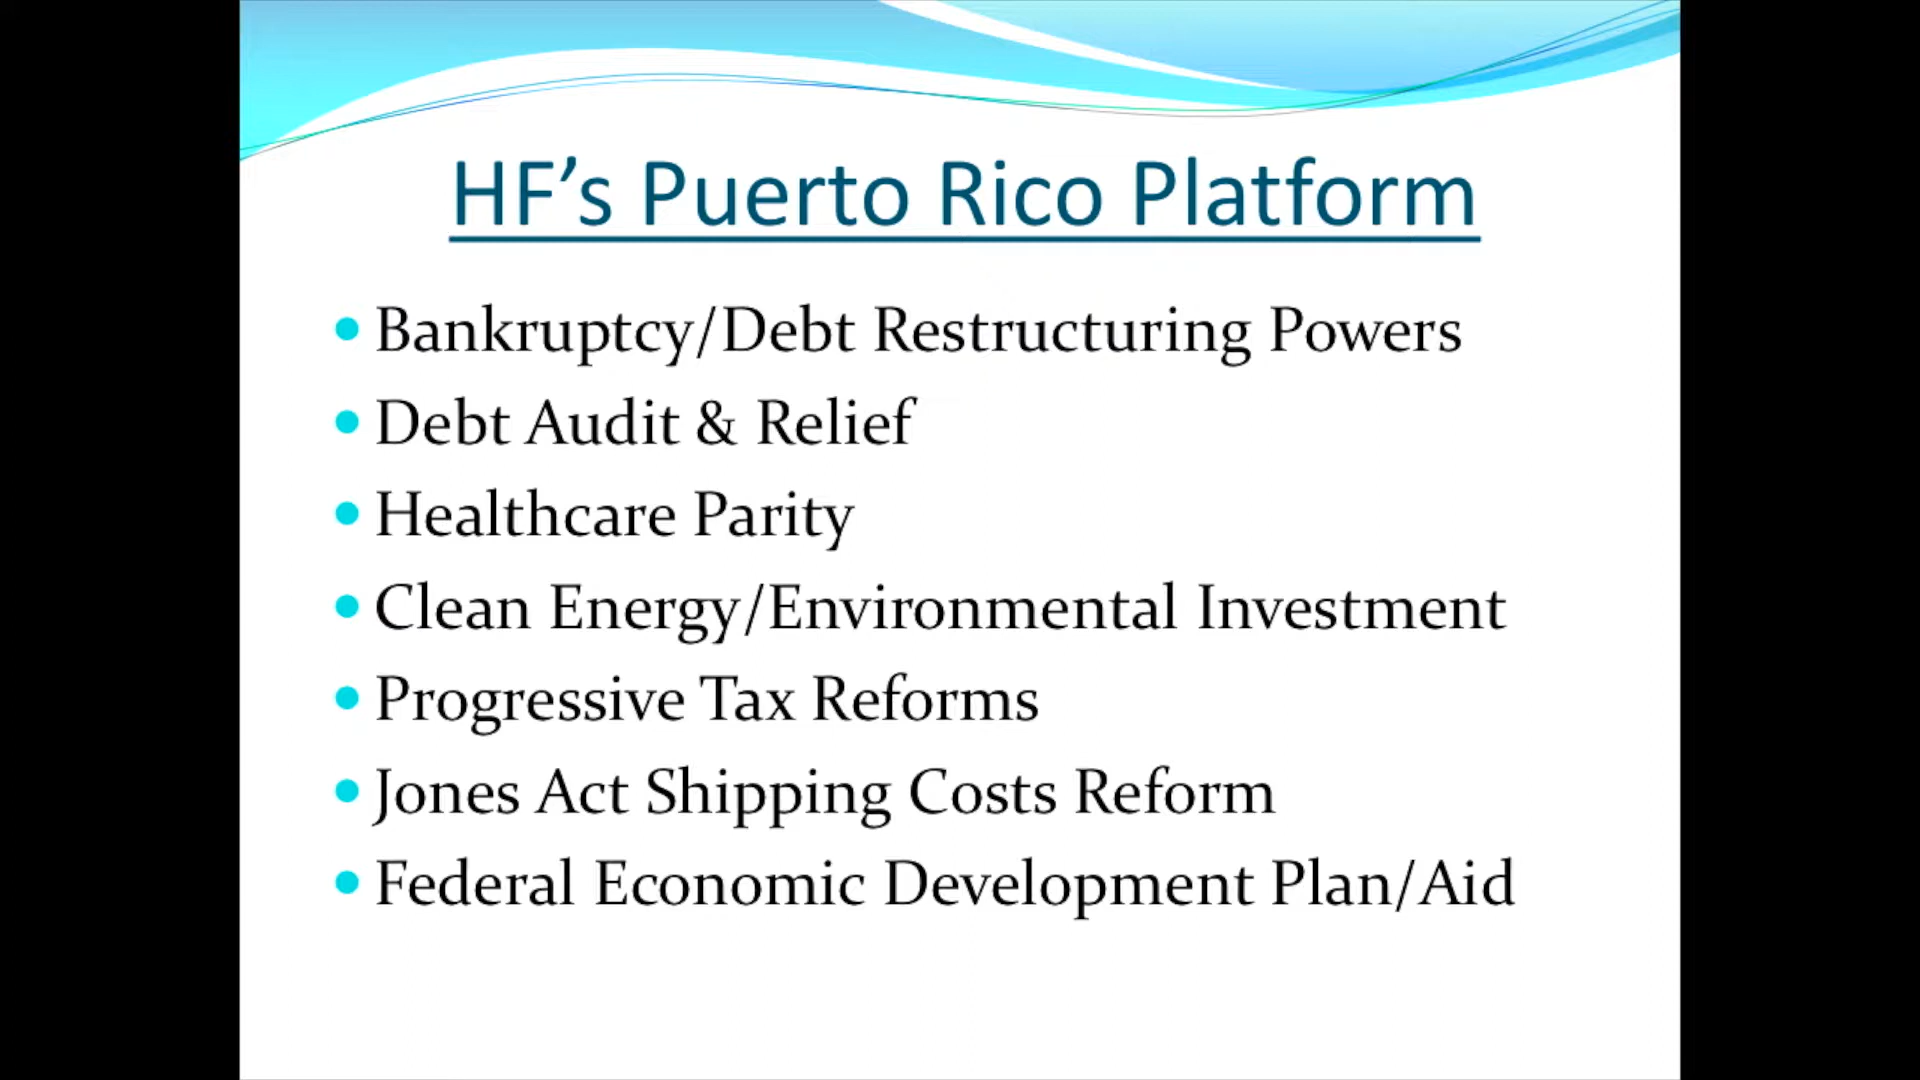 HF’s Puerto Rico Platform
• Bankruptcy/Debt Restructuring Powers
• Debt Audit & Relief
• Healthcare Parity
• Clean Energy/Environmental Investment
• Progressive Tax Reforms
• Jones Act Shipping Costs Reform
• Federal Economic Development Plan/Aid